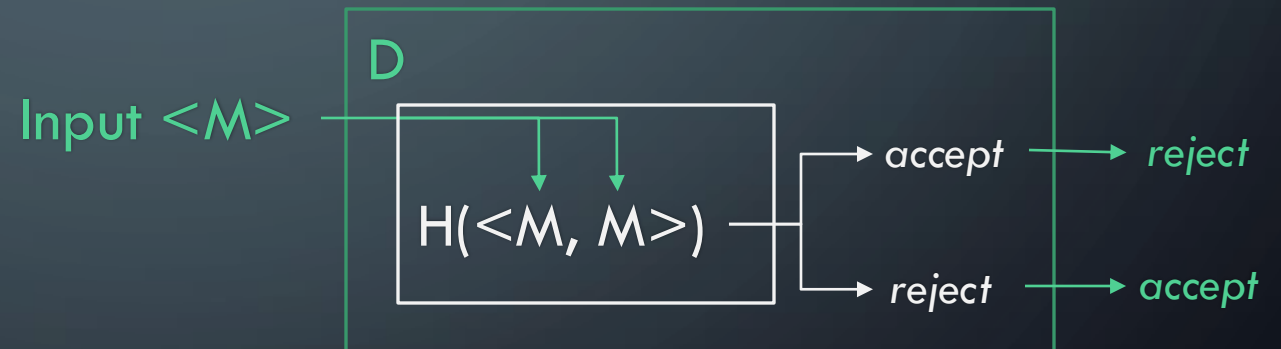 D
Input <M>
H(<M, M>)
accept
reject
reject
accept